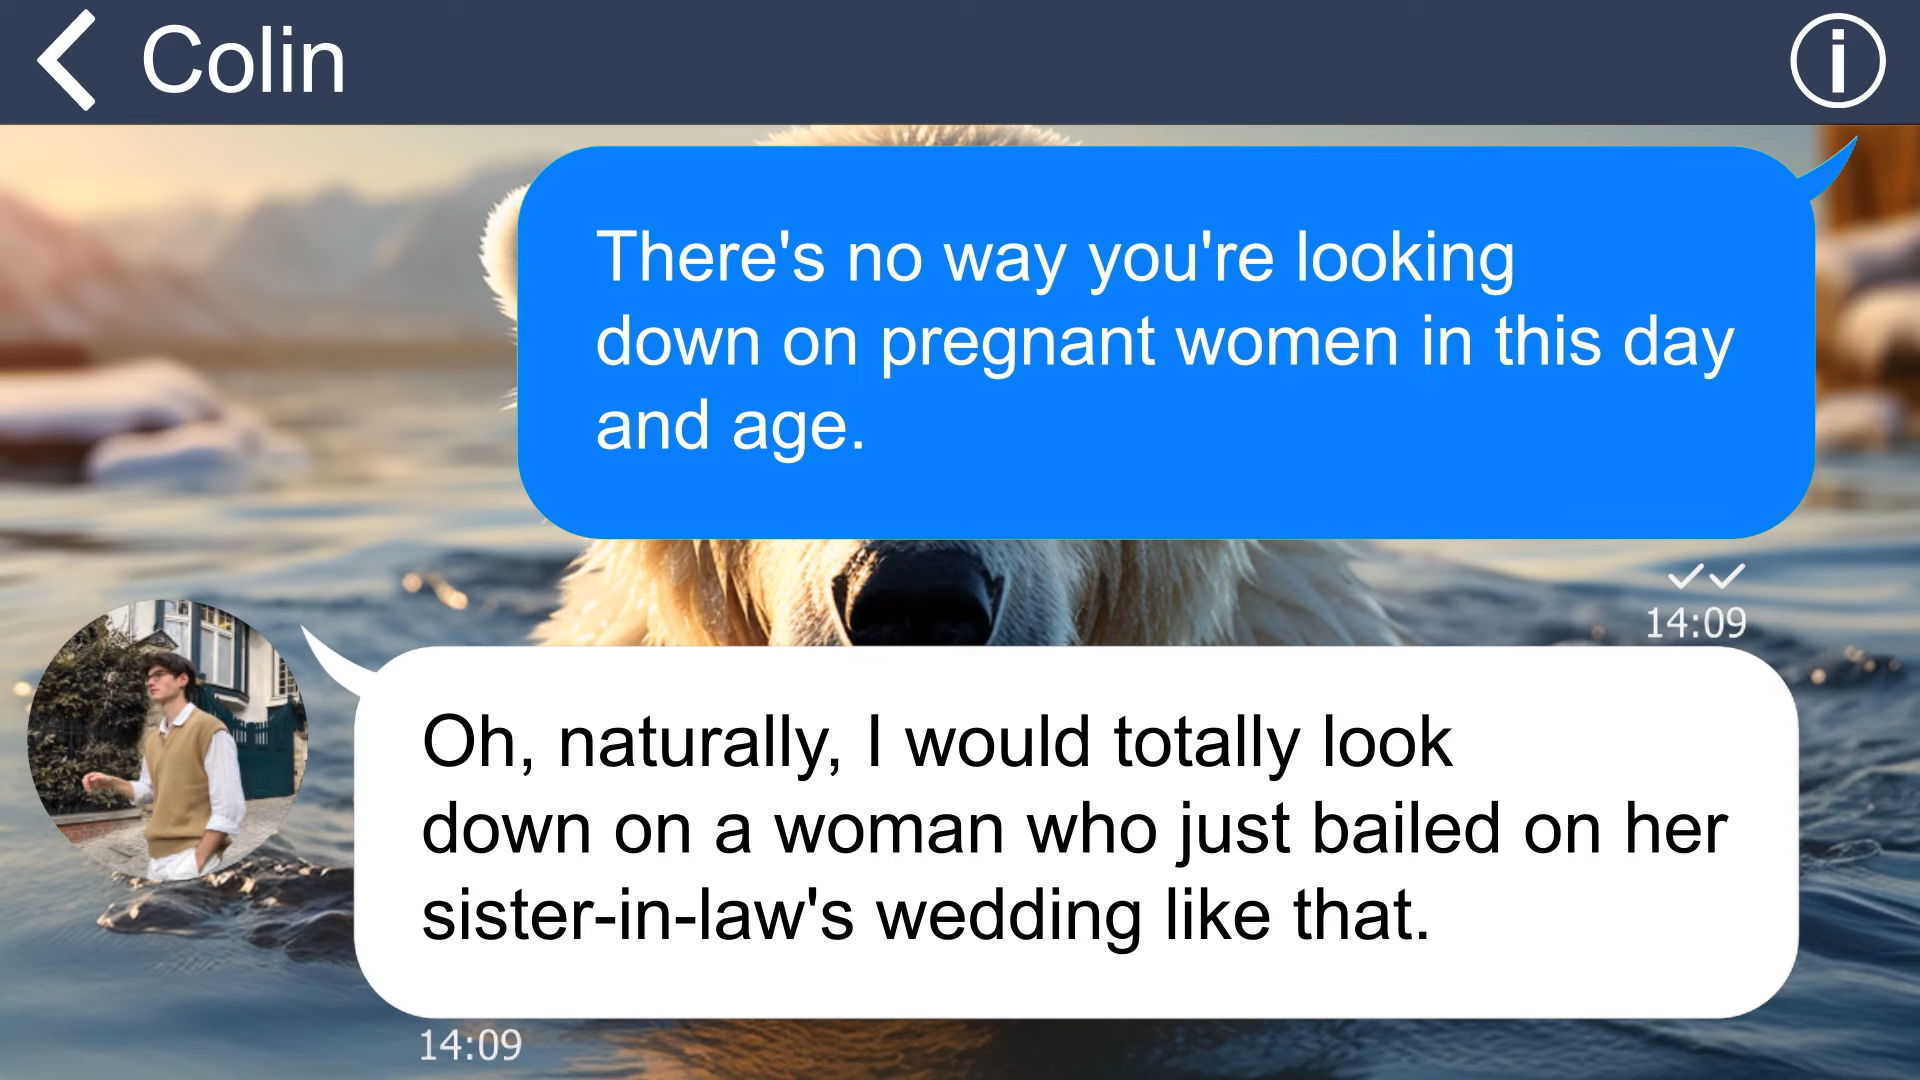 Colin
There's no way you're looking
down on pregnant women in this day
and age.
14:09
Oh, naturally, I would totally look
down on a woman who just bailed on her
sister-in-law's wedding like that.
14:09